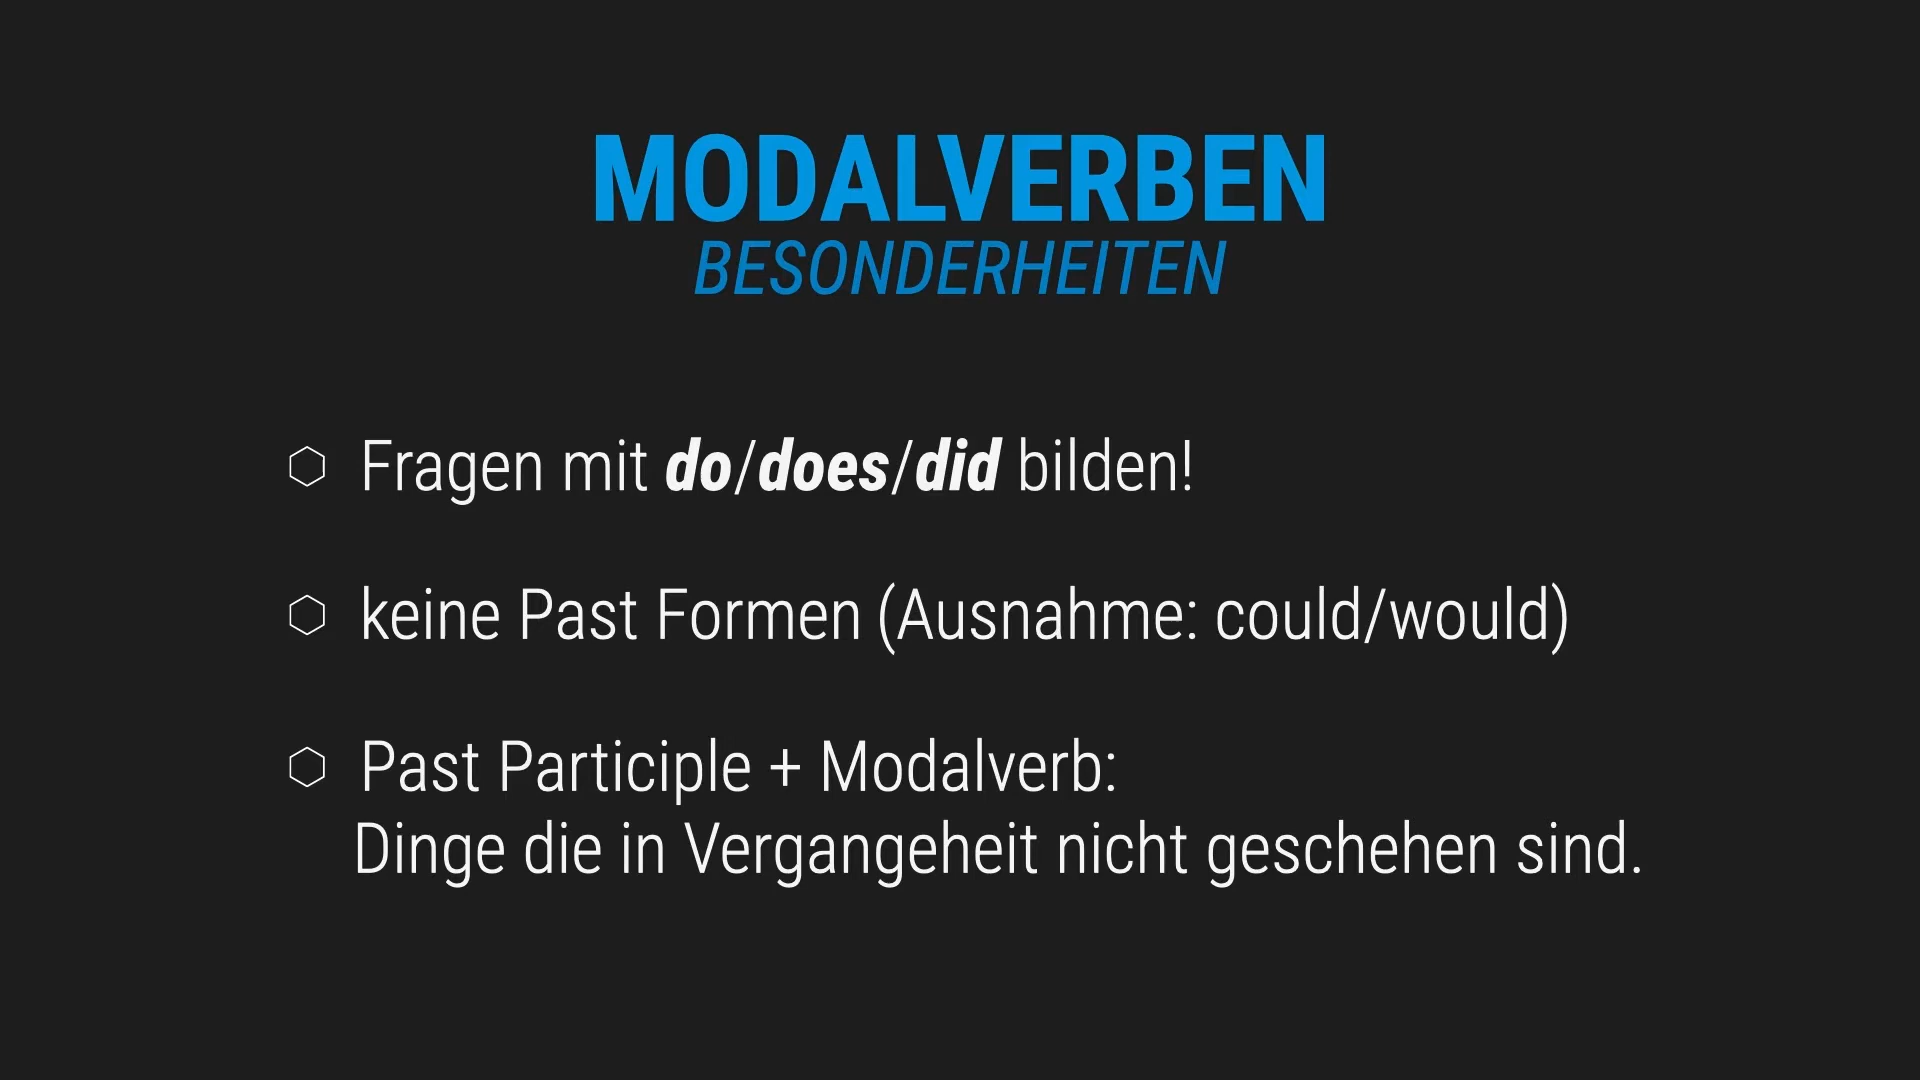 MODALVERBEN
BESONDERHEITEN
Fragen mit do/does/did bilden!
keine Past Formen (Ausnahme: could/would)
Past Participle + Modalverb:
Dinge die in Vergangeheit nicht geschehen sind.